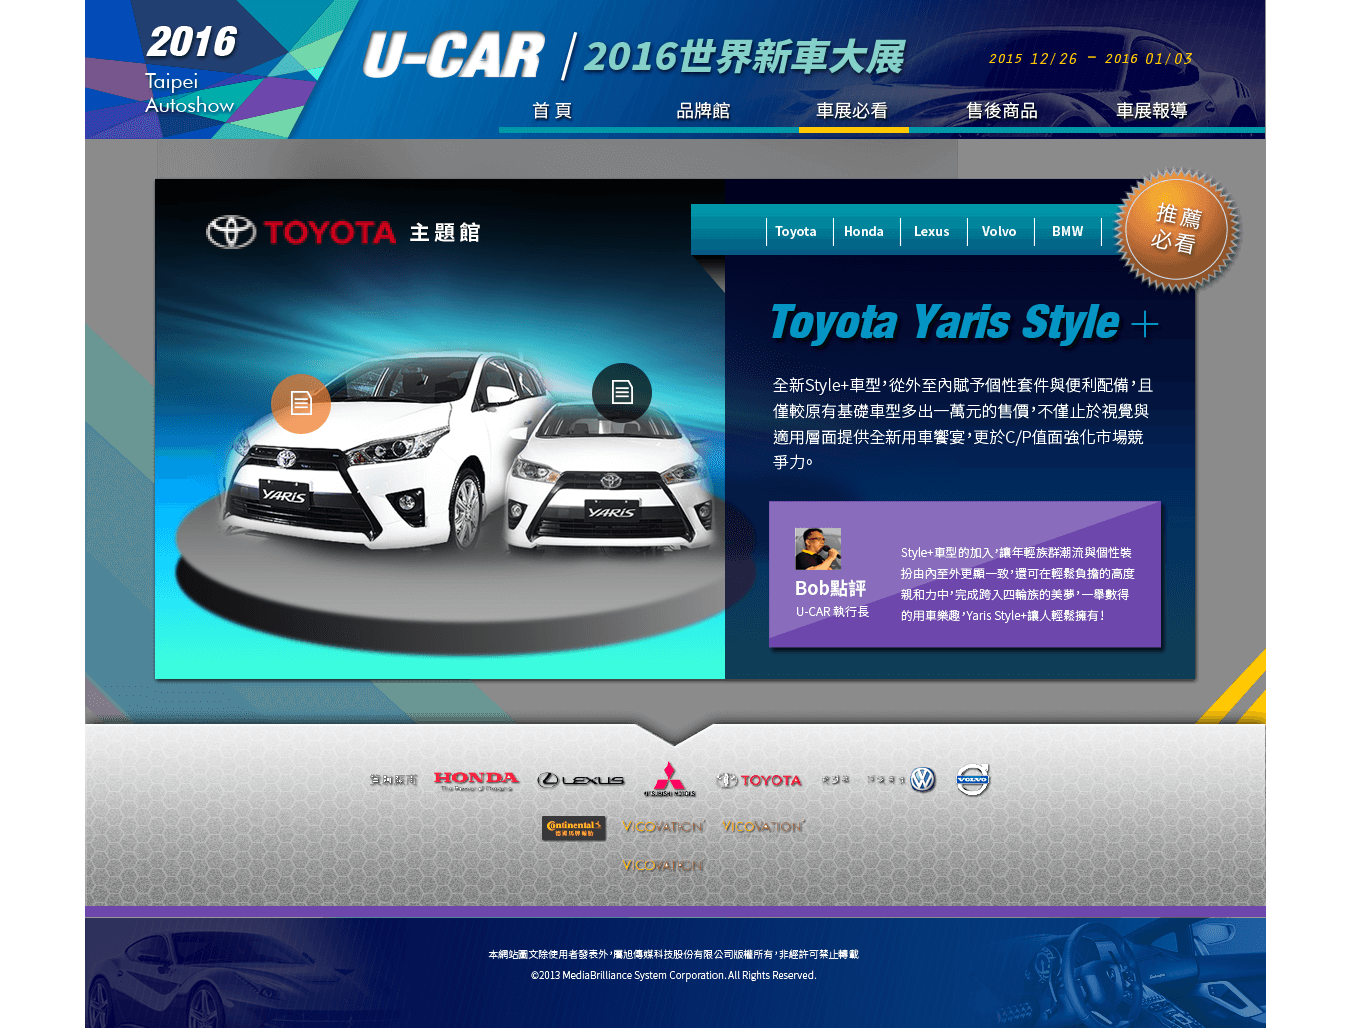 2016
Taipei
Autoshow
U-CAR / 2016世界新車大展
2015 12/26 – 2016 01/03
首頁
品牌館
車展必看
售後商品
車展報導
TOYOTA 主題館
Toyota
Honda
Lexus
Volvo
BMW
推薦
必看
Toyota Yaris Style +
全新Style+車型，從外至內賦予個性套件與便利配備，且
僅較原有基礎車型多出一萬元的售價，不僅止於視覺與
適用層面提供全新用車饗宴，更於C/P值面強化市場競
爭力。
YARiS
YARiS
Bob點評
U-CAR 執行長
Style+車型的加入，讓年輕族群潮流與個性裝
扮由內至外更顯一致，還可在輕鬆負擔的高度
親和力中，完成跨入四輪族的美夢，一舉數得
的用車樂趣，Yaris Style+讓人輕鬆擁有！
贊助廠商
HONDA
The Power of Dreams
LEXUS
MITSUBISHI MOTORS
TOYOTA
VOLVO
Continental
德國馬牌輪胎
VICOVATION
VICOVATION
VICOVATION
本網站圖文除使用者發表外，屬旭傳媒科技股份有限公司版權所有，非經許可禁止轉載
©2013 MediaBrilliance System Corporation. All Rights Reserved.